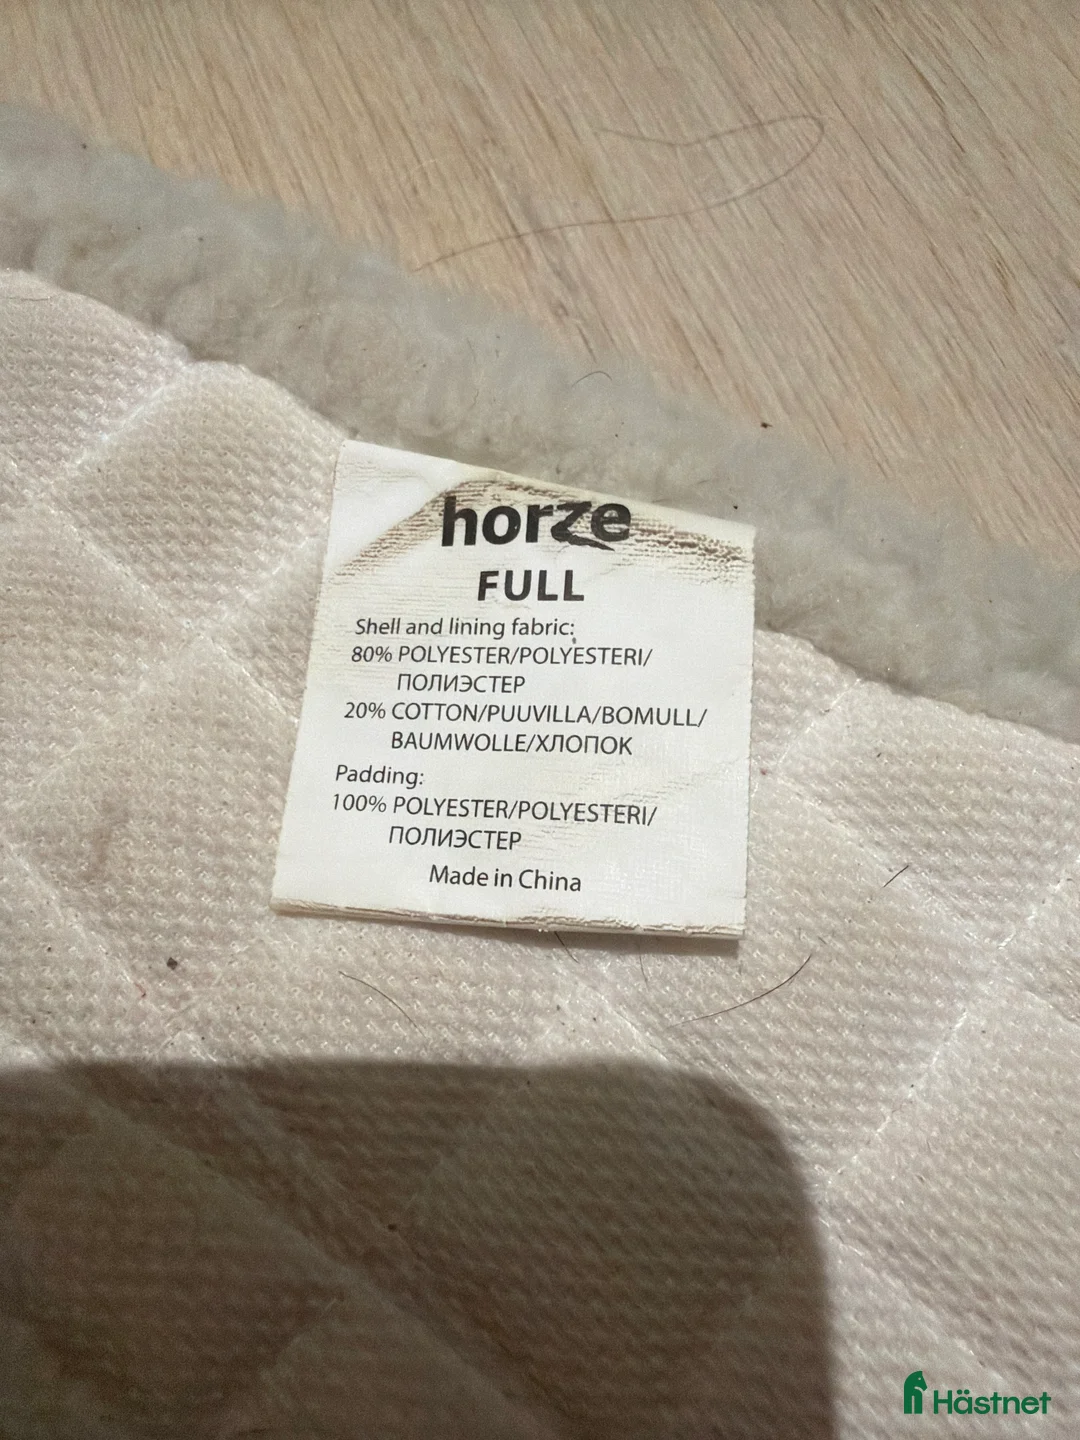 horze
FULL
Shell and lining fabric:
80% POLYESTER/POLYESTERI/
ПОЛИЭСТЕР
20% COTTON/PUUVILLA/BOMULL/
BAUMWOLLE/ХЛОПОК
Padding:
100% POLYESTER/POLYESTERI/
ПОЛИЭСТЕР
Made in China
Hästnet